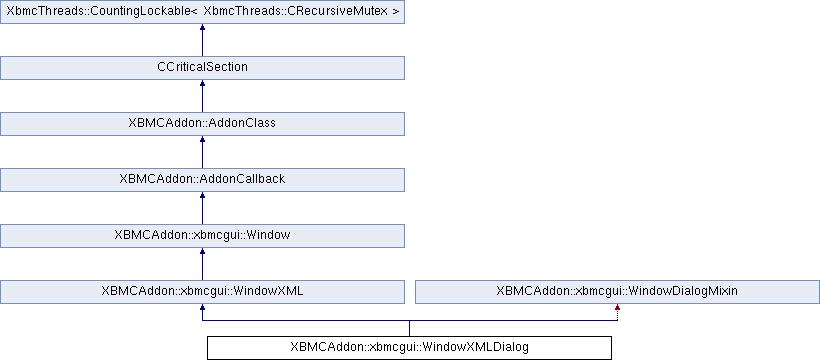 XbmcThreads::CountingLockable< XbmcThreads::CRecursiveMutex >
CCriticalSection
XBMCAddon::AddonClass
XBMCAddon::AddonCallback
XBMCAddon::xbmcgui::Window
XBMCAddon::xbmcgui::WindowXML
XBMCAddon::xbmcgui::WindowDialogMixin
XBMCAddon::xbmcgui::WindowXMLDialog